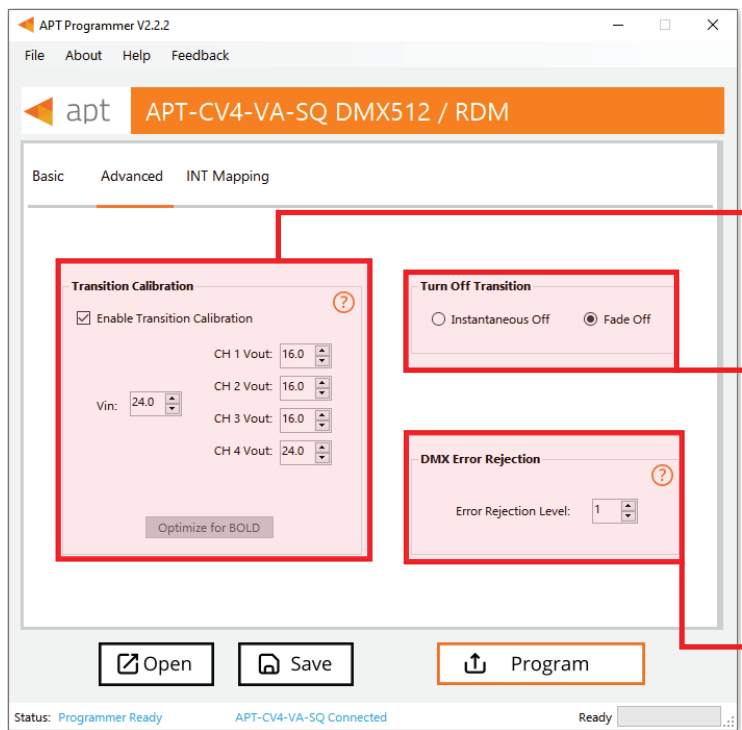 APT Programmer V2.2.2
File About Help Feedback
apt APT-CV4-VA-SQ DMX512 / RDM
Basic Advanced INT Mapping
Transition Calibration
?
Enable Transition Calibration
CH 1 Vout: 16.0
CH 2 Vout: 16.0
Vin: 24.0
CH 3 Vout: 16.0
CH 4 Vout: 24.0
Optimize for BOLD
Turn Off Transition
Instantaneous Off Fade Off
DMX Error Rejection
?
Error Rejection Level: 1
Open Save Program
Status: Programmer Ready APT-CV4-VA-SQ Connected Ready